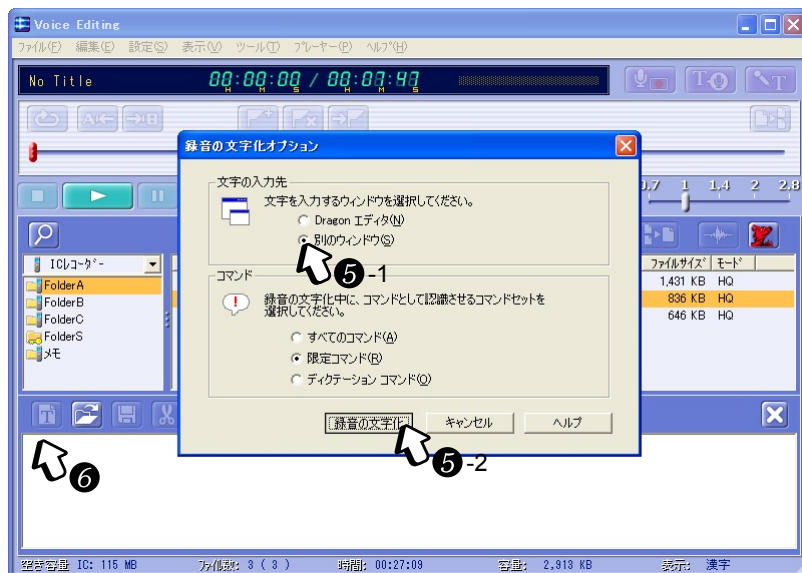 Voice Editing
ファイル(F) 編集(E) 設定(S) 表示(V) ツール(T) プレーヤー(P) ヘルプ(H)
No Title 00:00:00 / 00:07:47
H M S H M S
録音の文字化オプション
文字の入力先
文字を入力するウィンドウを選択してください。
Dragon エディタ(N)
別のウィンドウ(S)
❺-1
コマンド
録音の文字化中に、コマンドとして認識させるコマンドセットを
選択してください。
すべてのコマンド(A)
限定コマンド(R)
ディクテーション コマンド(O)
録音の文字化 キャンセル ヘルプ
❺-2
0.7 1 1.4 2 2.8
ICレコーダー ファイルサイズ モード
FolderA 1,431 KB HQ
FolderB 836 KB HQ
FolderC 646 KB HQ
FolderS
メモ
❻
空き容量 IC: 115 MB ファイル数: 3 ( 3 ) 時間: 00:27:09 容量: 2,913 KB 表示: 漢字